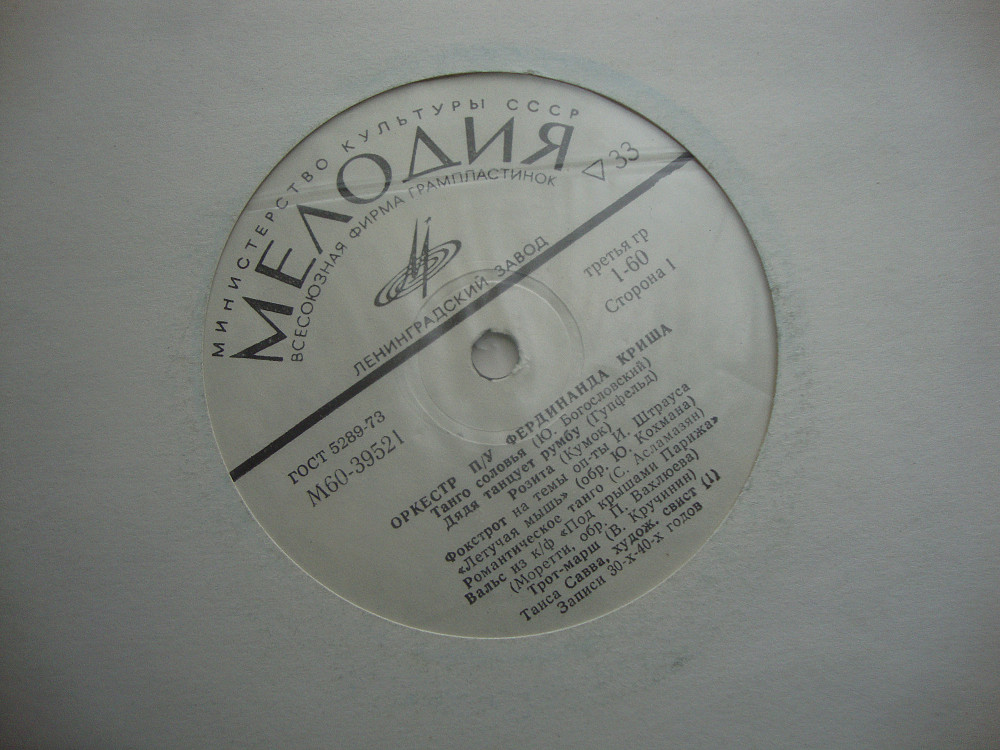 МИНИСТЕРСТВО КУЛЬТУРЫ СССР
МЕЛОДИЯ
ВСЕСОЮЗНАЯ ФИРМА ГРАМПЛАСТИНОК
33
ЛЕНИНГРАДСКИЙ ЗАВОД
третья гр
1-60
Сторона 1
ГОСТ 5289-73
М60-39521
ОРКЕСТР П/У ФЕРДИНАНДА КРИША
Танго соловья (Ю. Богословский)
Дядя танцует румбу (Гупфельд)
Розита (Кумок)
Фокстрот на темы оп-ты И. Штрауса
«Летучая мышь» (обр. Ю. Кохмана)
Романтическое танго (С. Асламазян)
Вальс из к/ф «Под крышами Парижа»
(Моретти, обр. П. Вахлюева)
Трот-марш (В. Кручинин)
Таиса Савва, худож. свист (1)
Записи 30-х-40-х годов